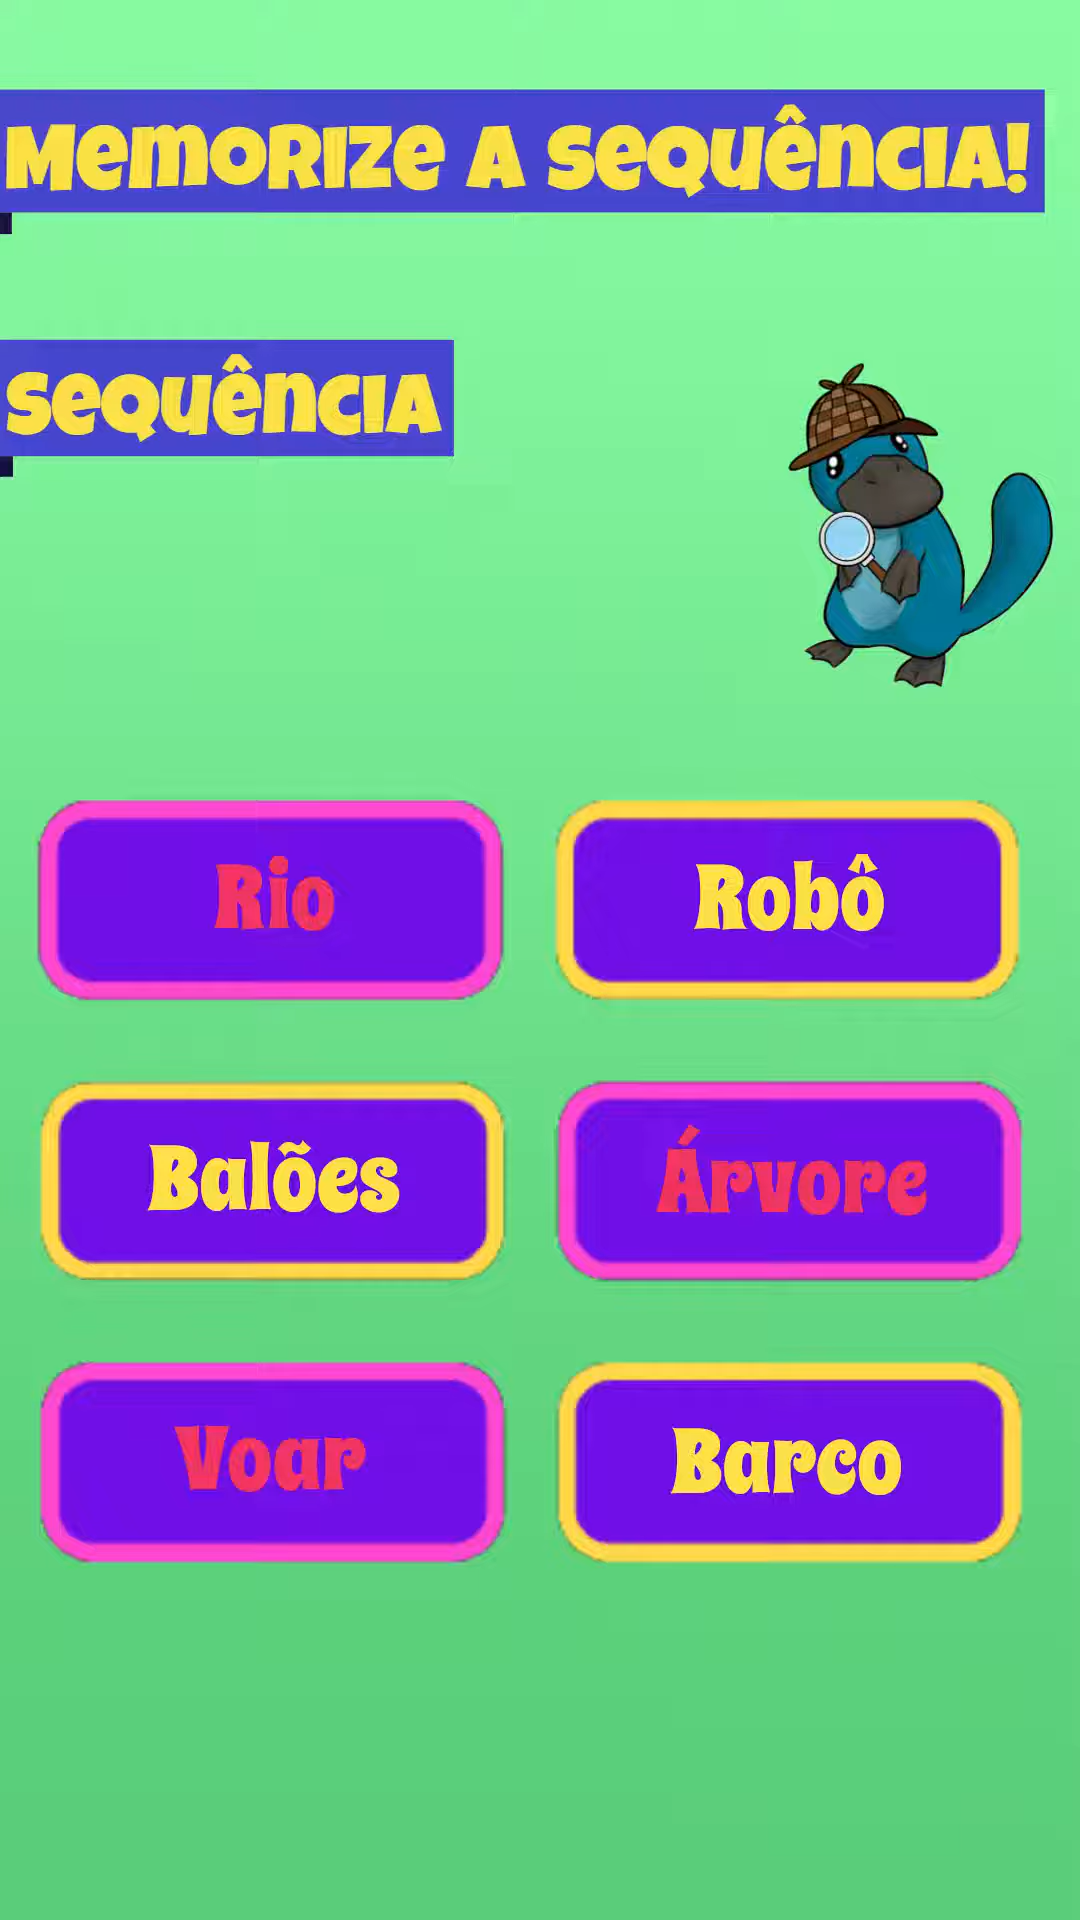 Memorize a sequência!
sequência
Rio
Robô
Balões
Árvore
Voar
Barco